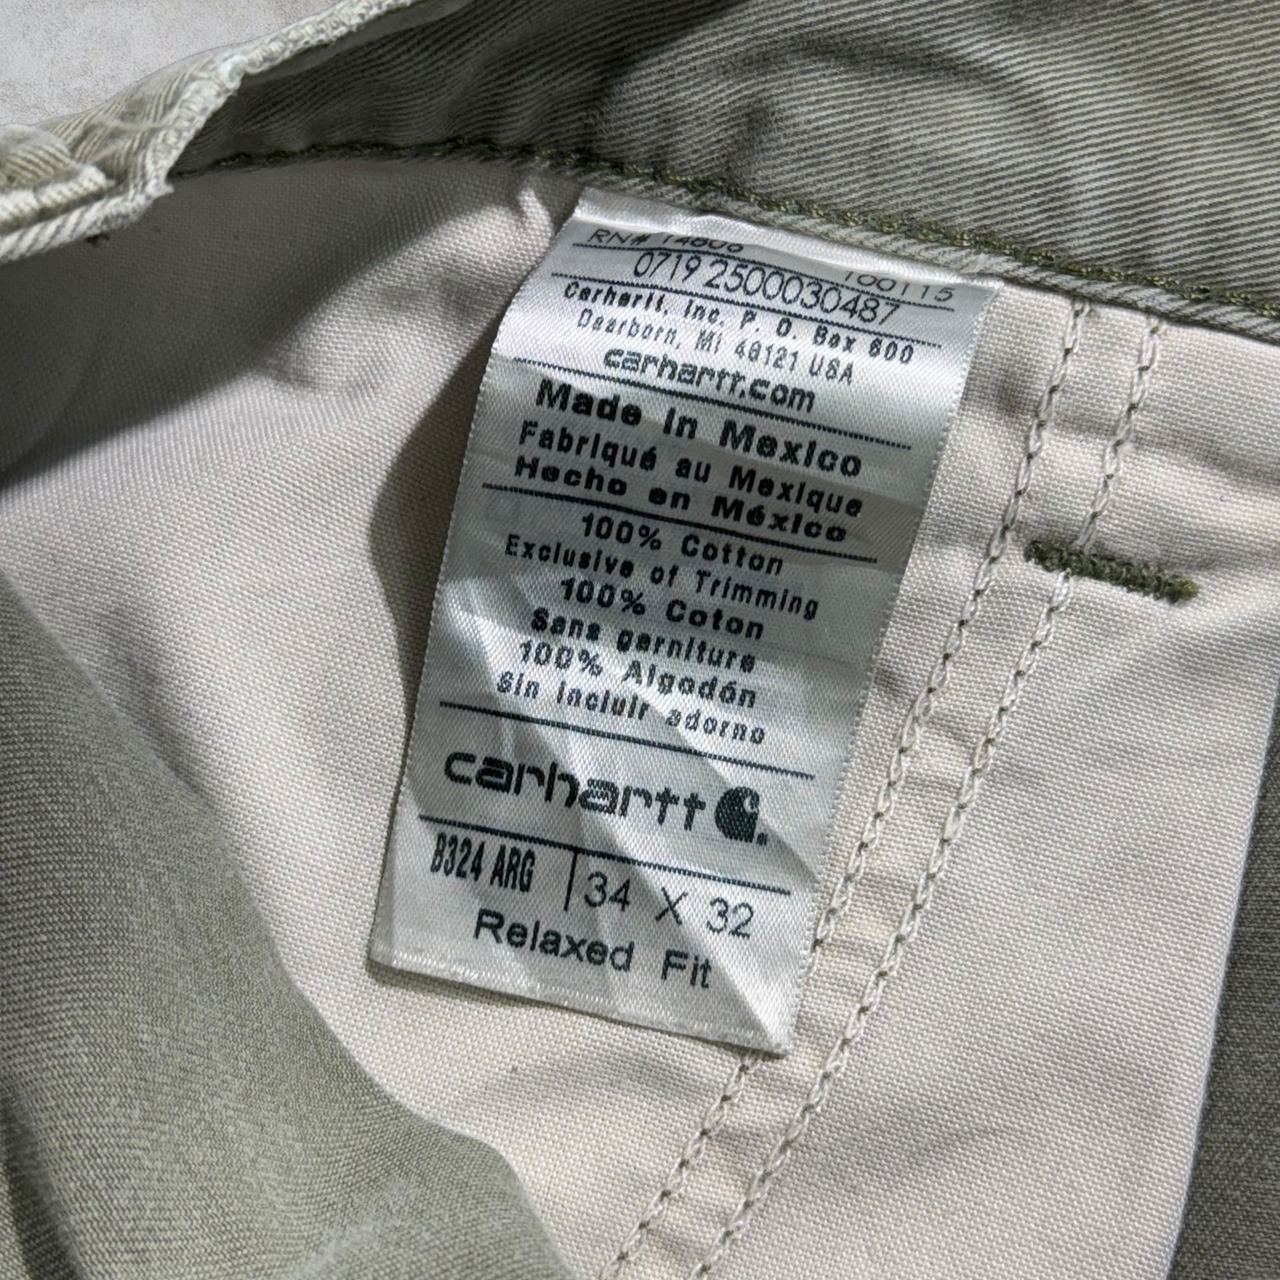 RN# 14806 100115
0719 2500030487
Carhartt, Inc. P. O. Box 600
Dearborn, MI 48121 USA
carhartt.com
Made in Mexico
Fabriqué au Mexique
Hecho en México
100% Cotton
Exclusive of Trimming
100% Coton
Sans garniture
100% Algodón
Sin incluir adorno
carhartt
B324 ARG 34 X 32
Relaxed Fit